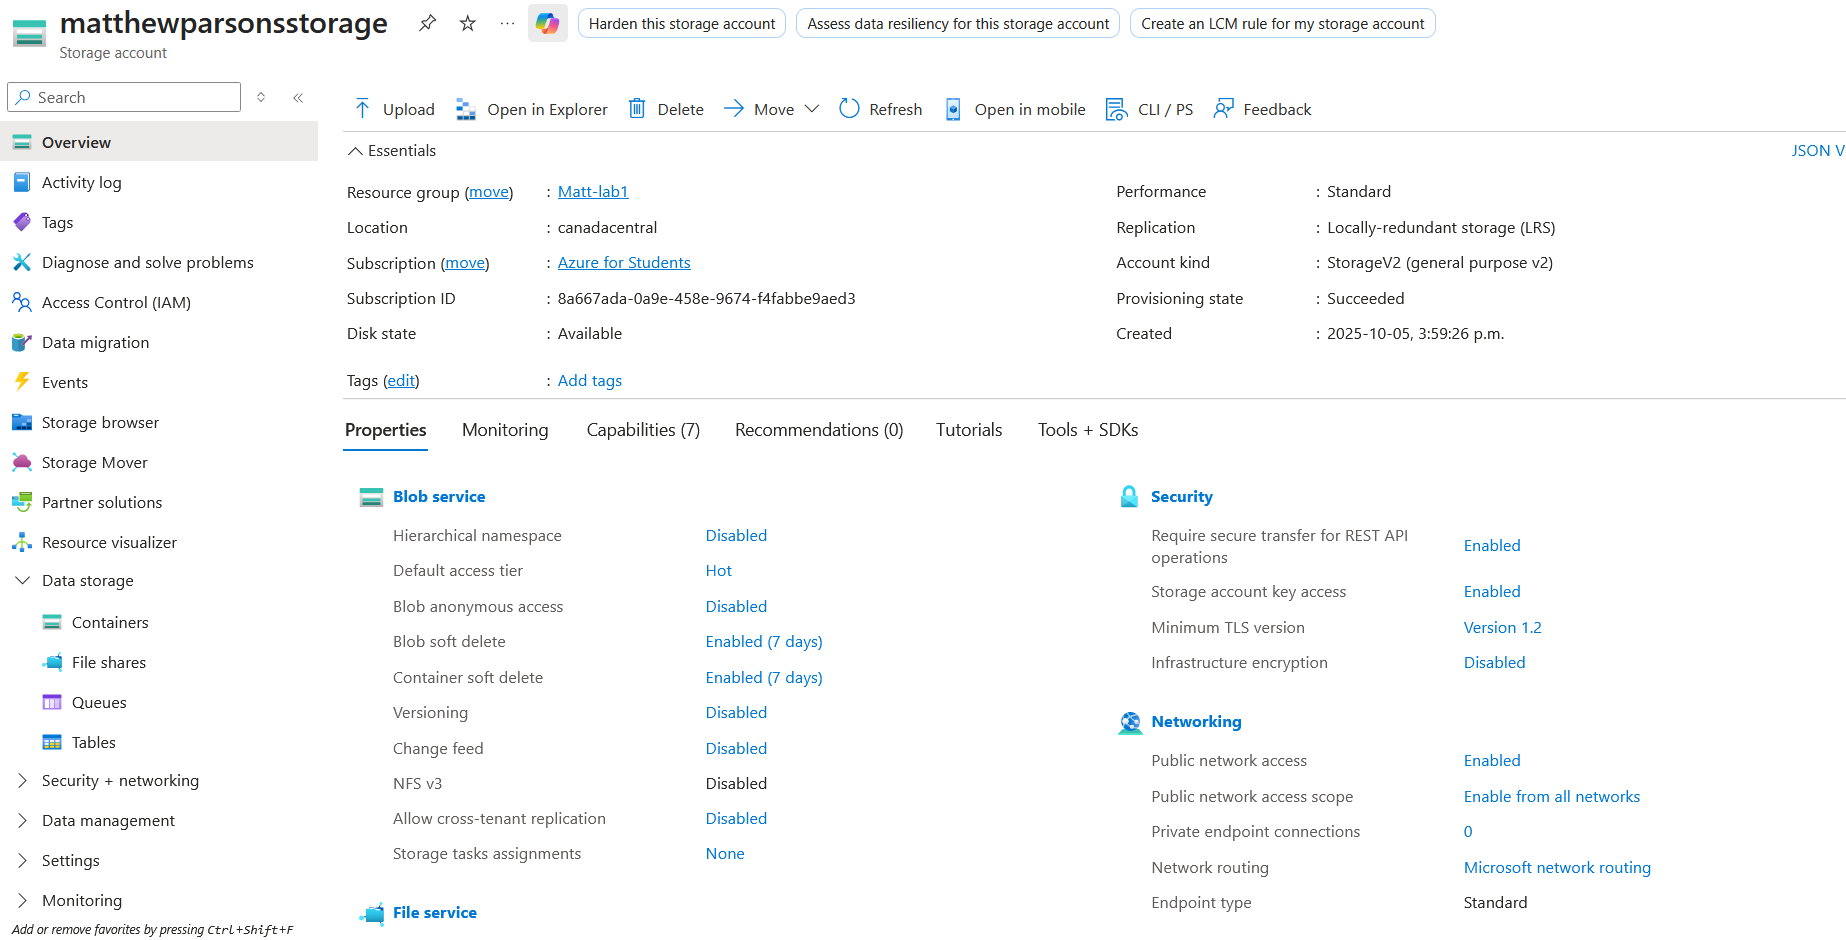 matthewparsonsstorage
Storage account
Harden this storage account
Assess data resiliency for this storage account
Create an LCM rule for my storage account
Search
Overview
Activity log
Tags
Diagnose and solve problems
Access Control (IAM)
Data migration
Events
Storage browser
Storage Mover
Partner solutions
Resource visualizer
Data storage
Containers
File shares
Queues
Tables
Security + networking
Data management
Settings
Monitoring
Add or remove favorites by pressing Ctrl+Shift+F
Upload Open in Explorer Delete Move Refresh Open in mobile CLI / PS Feedback
Essentials
JSON V
Resource group (move) : Matt-lab1
Location : canadacentral
Subscription (move) : Azure for Students
Subscription ID : 8a667ada-0a9e-458e-9674-f4fabbe9aed3
Disk state : Available
Tags (edit) : Add tags
Performance : Standard
Replication : Locally-redundant storage (LRS)
Account kind : StorageV2 (general purpose v2)
Provisioning state : Succeeded
Created : 2025-10-05, 3:59:26 p.m.
Properties Monitoring Capabilities (7) Recommendations (0) Tutorials Tools + SDKs
Blob service
Hierarchical namespace Disabled
Default access tier Hot
Blob anonymous access Disabled
Blob soft delete Enabled (7 days)
Container soft delete Enabled (7 days)
Versioning Disabled
Change feed Disabled
NFS v3 Disabled
Allow cross-tenant replication Disabled
Storage tasks assignments None
File service
Security
Require secure transfer for REST API
operations Enabled
Storage account key access Enabled
Minimum TLS version Version 1.2
Infrastructure encryption Disabled
Networking
Public network access Enabled
Public network access scope Enable from all networks
Private endpoint connections 0
Network routing Microsoft network routing
Endpoint type Standard